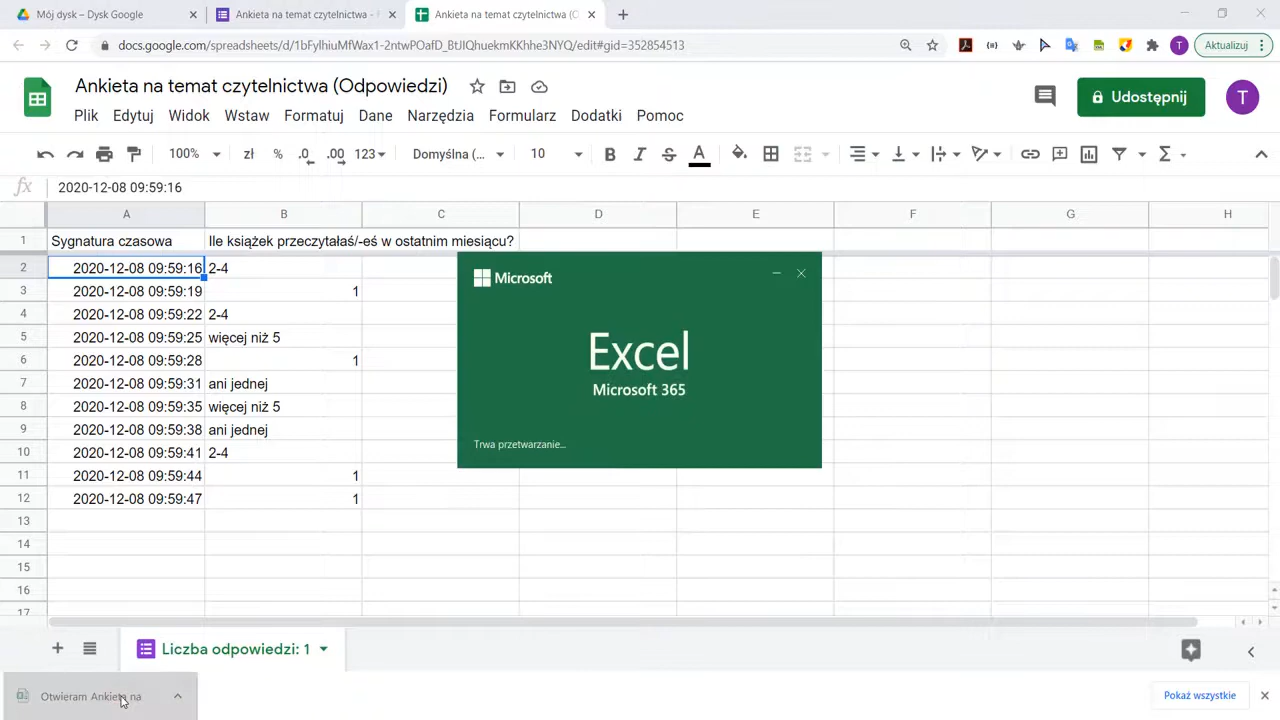 Mój dysk – Dysk Google
Ankieta na temat czytelnictwa -
Ankieta na temat czytelnictwa (O
docs.google.com/spreadsheets/d/1bFylhiuMfWax1-2ntwPOafD_BtJIQhuekmKKhhe3NYQ/edit#gid=352854513
T
Aktualizuj
Ankieta na temat czytelnictwa (Odpowiedzi)
Plik Edytuj Widok Wstaw Formatuj Dane Narzędzia Formularz Dodatki Pomoc
Udostępnij
T
100% zł % .0 .00 123 Domyślna (... 10 B I S A Σ
fx 2020-12-08 09:59:16
A B C D E F G H
1 Sygnatura czasowa Ile książek przeczytałaś/-eś w ostatnim miesiącu?
2 2020-12-08 09:59:16 2-4
3 2020-12-08 09:59:19 1
4 2020-12-08 09:59:22 2-4
5 2020-12-08 09:59:25 więcej niż 5
6 2020-12-08 09:59:28 1
7 2020-12-08 09:59:31 ani jednej
8 2020-12-08 09:59:35 więcej niż 5
9 2020-12-08 09:59:38 ani jednej
10 2020-12-08 09:59:41 2-4
11 2020-12-08 09:59:44 1
12 2020-12-08 09:59:47 1
13
14
15
16
17
Microsoft
Excel
Microsoft 365
Trwa przetwarzanie...
Liczba odpowiedzi: 1
Otwieram Ankieta na
Pokaż wszystkie